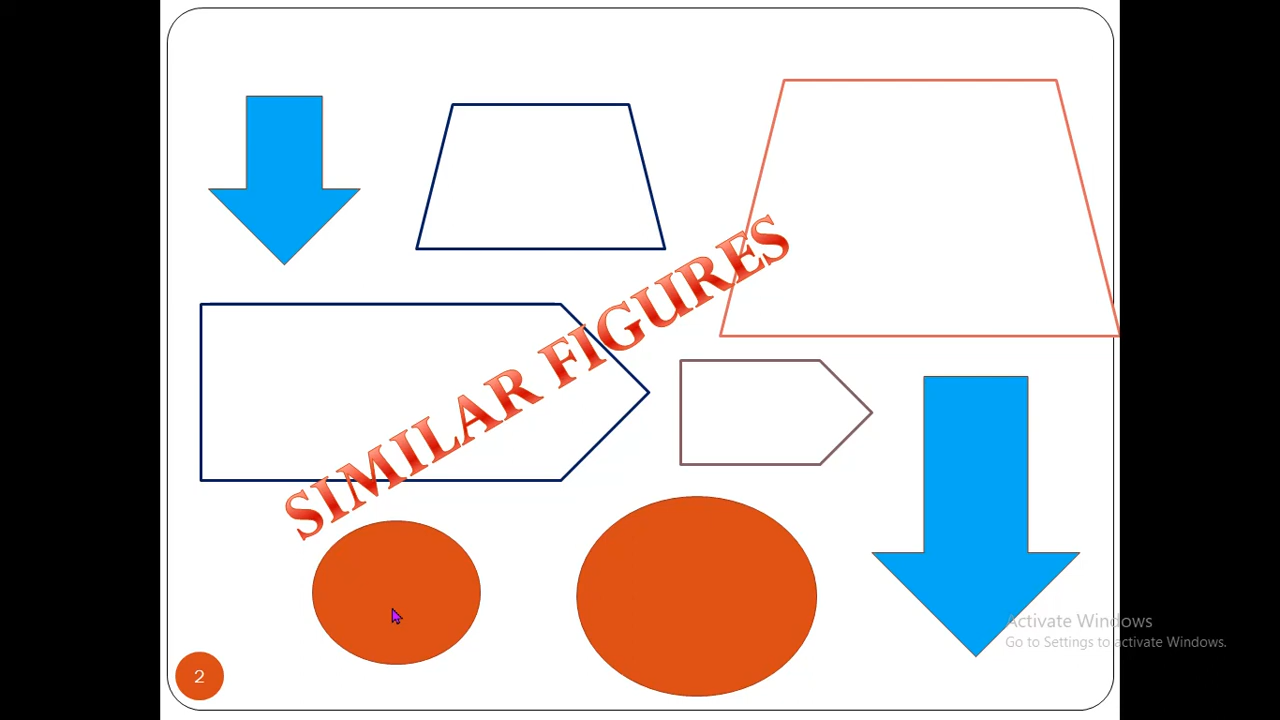 SIMILAR FIGURES
Activate Windows
Go to Settings to activate Windows.
2